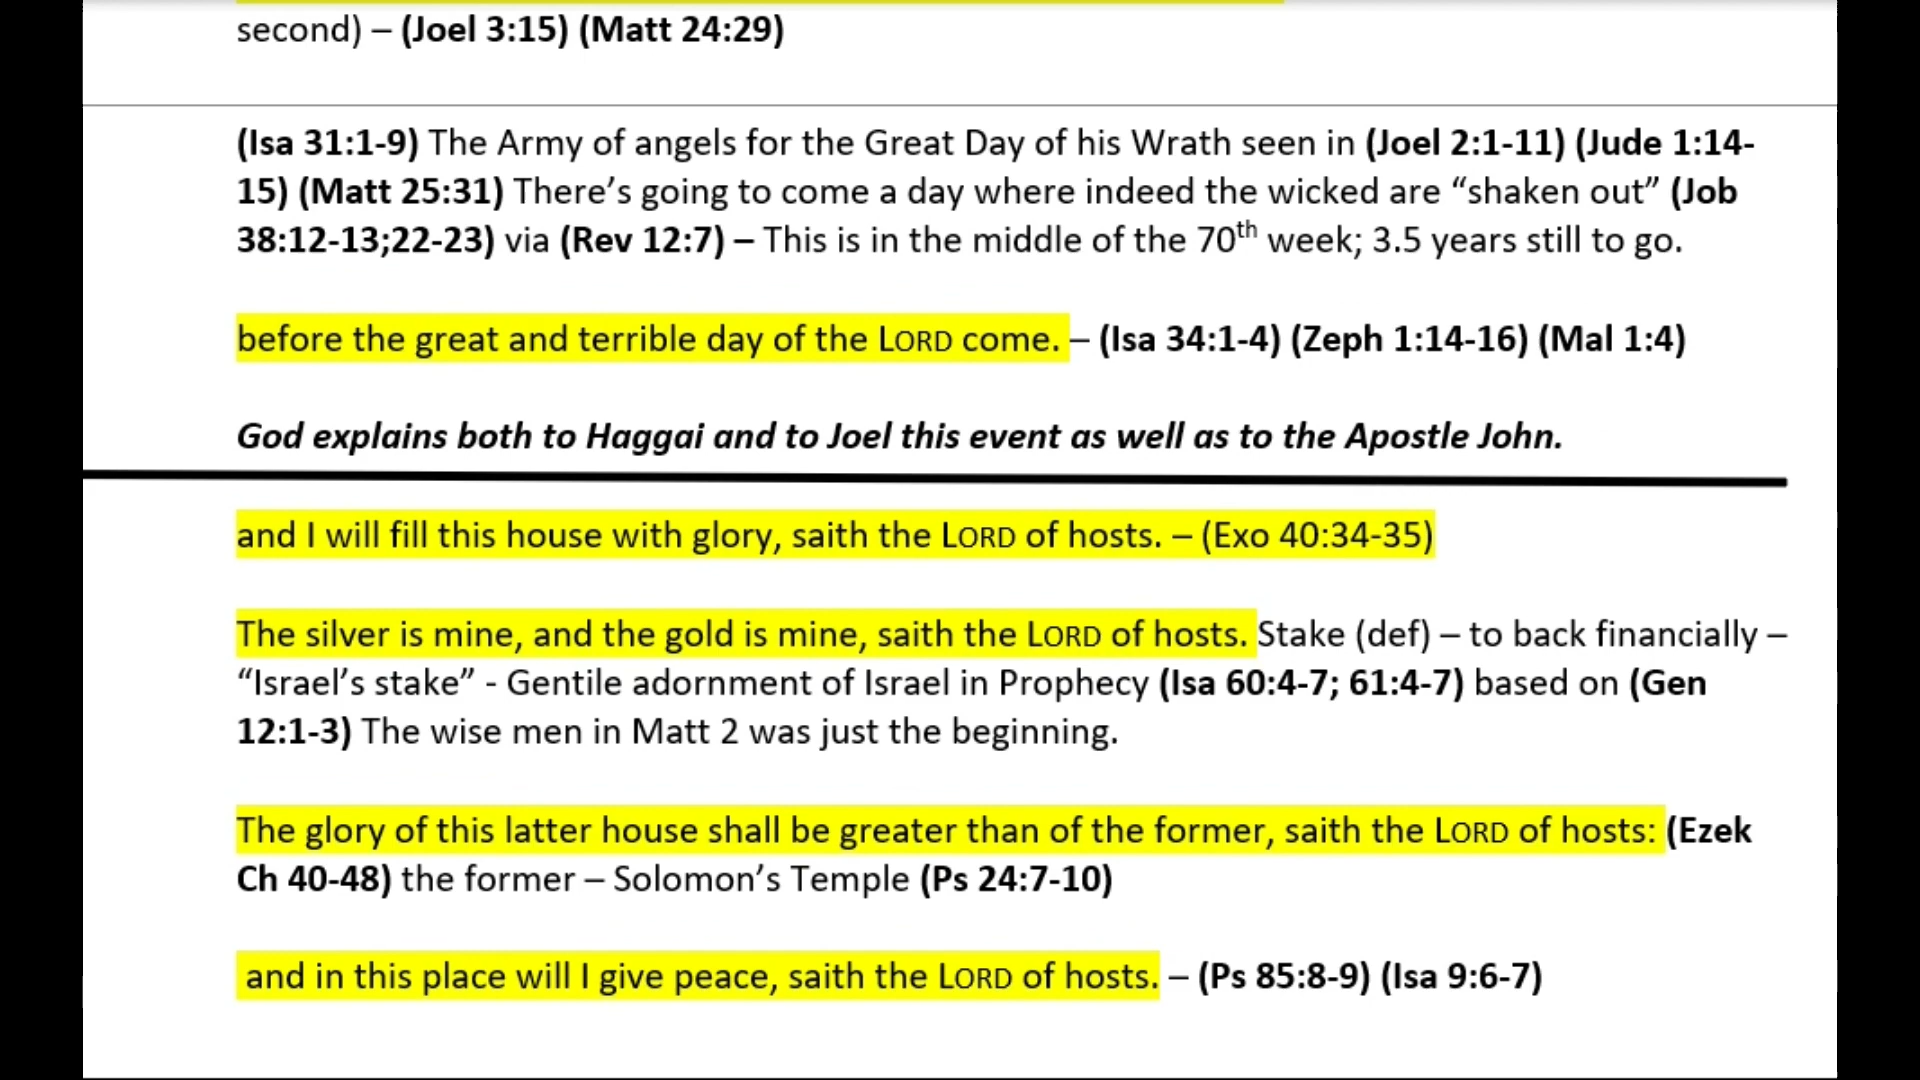 second) – (Joel 3:15) (Matt 24:29)
(Isa 31:1-9) The Army of angels for the Great Day of his Wrath seen in (Joel 2:1-11) (Jude 1:14-
15) (Matt 25:31) There’s going to come a day where indeed the wicked are “shaken out” (Job
38:12-13;22-23) via (Rev 12:7) – This is in the middle of the 70th week; 3.5 years still to go.
before the great and terrible day of the LORD come. – (Isa 34:1-4) (Zeph 1:14-16) (Mal 1:4)
God explains both to Haggai and to Joel this event as well as to the Apostle John.
and I will fill this house with glory, saith the LORD of hosts. – (Exo 40:34-35)
The silver is mine, and the gold is mine, saith the LORD of hosts. Stake (def) – to back financially –
“Israel’s stake” - Gentile adornment of Israel in Prophecy (Isa 60:4-7; 61:4-7) based on (Gen
12:1-3) The wise men in Matt 2 was just the beginning.
The glory of this latter house shall be greater than of the former, saith the LORD of hosts: (Ezek
Ch 40-48) the former – Solomon’s Temple (Ps 24:7-10)
and in this place will I give peace, saith the LORD of hosts. – (Ps 85:8-9) (Isa 9:6-7)